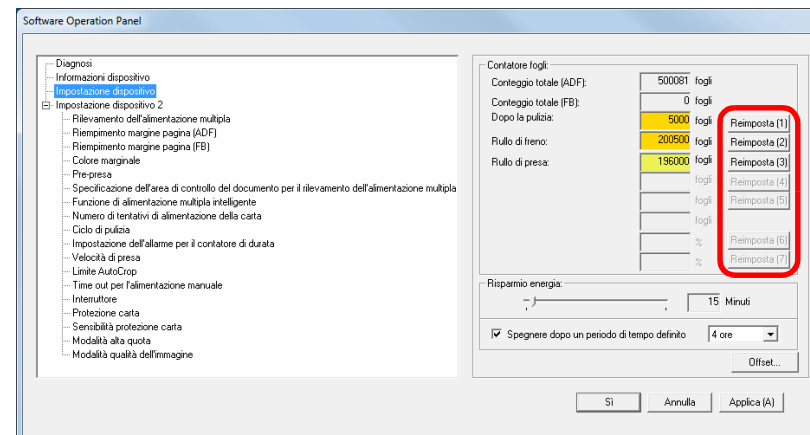 Software Operation Panel
Diagnosi
Informazioni dispositivo
Impostazione dispositivo
Impostazione dispositivo 2
Rilevamento dell'alimentazione multipla
Riempimento margine pagina (ADF)
Riempimento margine pagina (FB)
Colore marginale
Pre-presa
Specificazione dell'area di controllo del documento per il rilevamento dell'alimentazione multipla
Funzione di alimentazione multipla intelligente
Numero di tentativi di alimentazione della carta
Ciclo di pulizia
Impostazione dell'allarme per il contatore di durata
Velocità di presa
Limite AutoCrop
Time out per l'alimentazione manuale
Interruttore
Protezione carta
Sensibilità protezione carta
Modalità alta quota
Modalità qualità dell'immagine
Contatore fogli:
Conteggio totale (ADF): 500081 fogli
Conteggio totale (FB): 0 fogli
Dopo la pulizia: 5000 fogli Reimposta (1)
Rullo di freno: 200500 fogli Reimposta (2)
Rullo di presa: 196000 fogli Reimposta (3)
fogli Reimposta (4)
fogli Reimposta (5)
fogli
% Reimposta (6)
% Reimposta (7)
Risparmio energia:
15 Minuti
Spegnere dopo un periodo di tempo definito 4 ore
Offset...
Sì Annulla Applica (A)